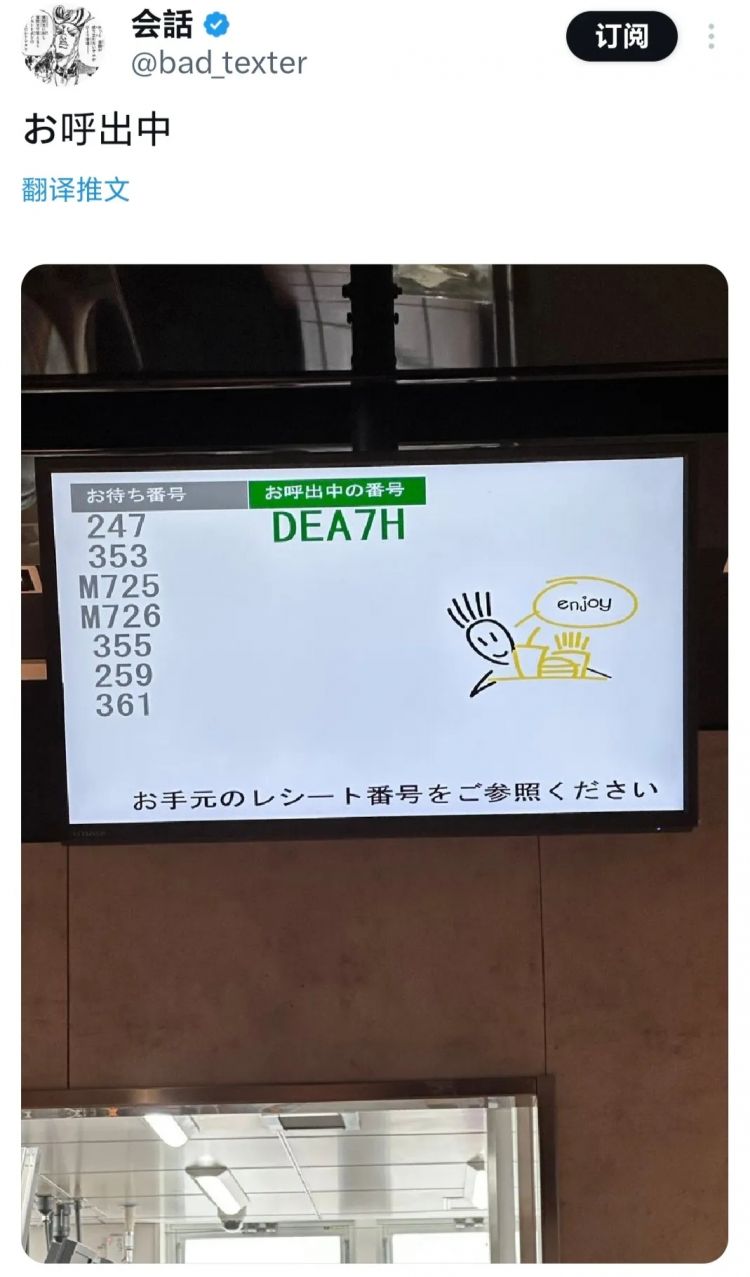 会話
@bad_texter
订阅
お呼出中
翻译推文
お待ち番号
お呼出中の番号
247
DEA7H
353
M725
M726
355
259
361
enjoy
お手元のレシート番号をご参照ください